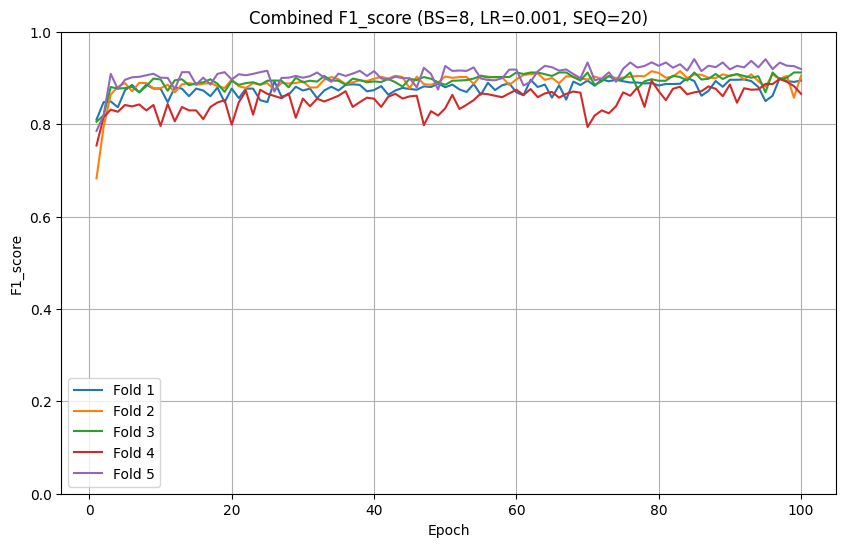 Combined F1_score (BS=8, LR=0.001, SEQ=20)
F1_score
1.0
0.8
0.6
0.4
0.2
0.0
Fold 1
Fold 2
Fold 3
Fold 4
Fold 5
0 20 40 60 80 100
Epoch